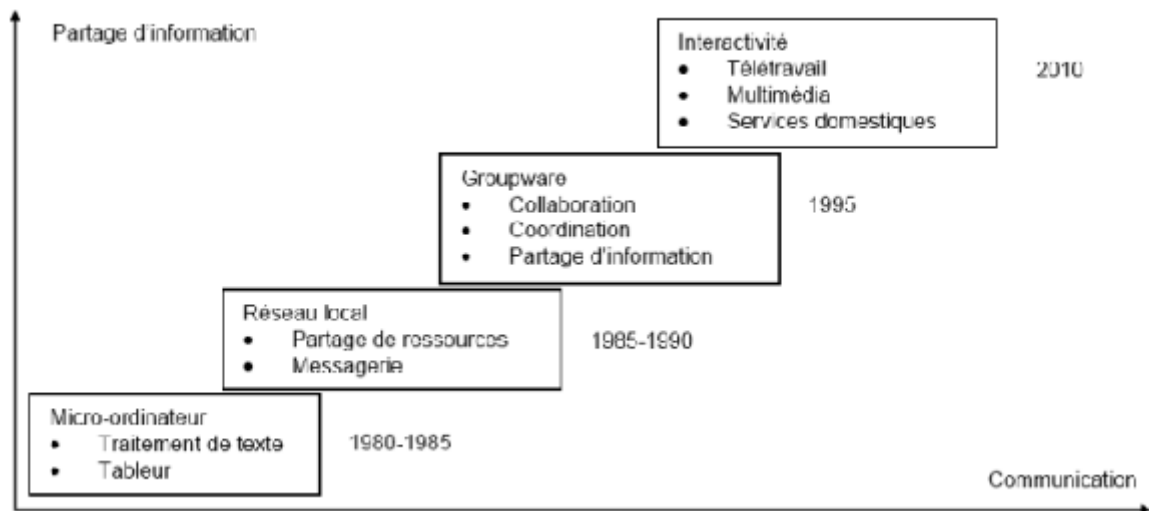 Partage d'information
Interactivité
• Télétravail
• Multimédia
• Services domestiques
2010
Groupware
• Collaboration
• Coordination
• Partage d'information
1995
Réseau local
• Partage de ressources
• Messagerie
1985-1990
Micro-ordinateur
• Traitement de texte
• Tableur
1980-1985
Communication